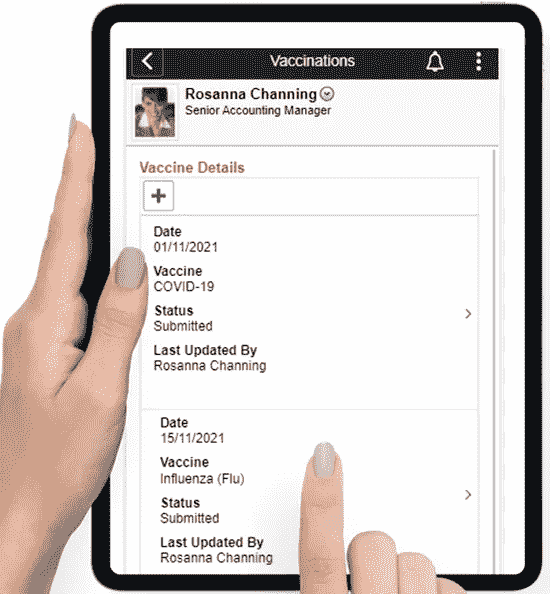 Vaccinations
Rosanna Channing
Senior Accounting Manager
Vaccine Details
+
Date
01/11/2021
Vaccine
COVID-19
Status
Submitted
Last Updated By
Rosanna Channing
Date
15/11/2021
Vaccine
Influenza (Flu)
Status
Submitted
Last Updated By
Rosanna Channing